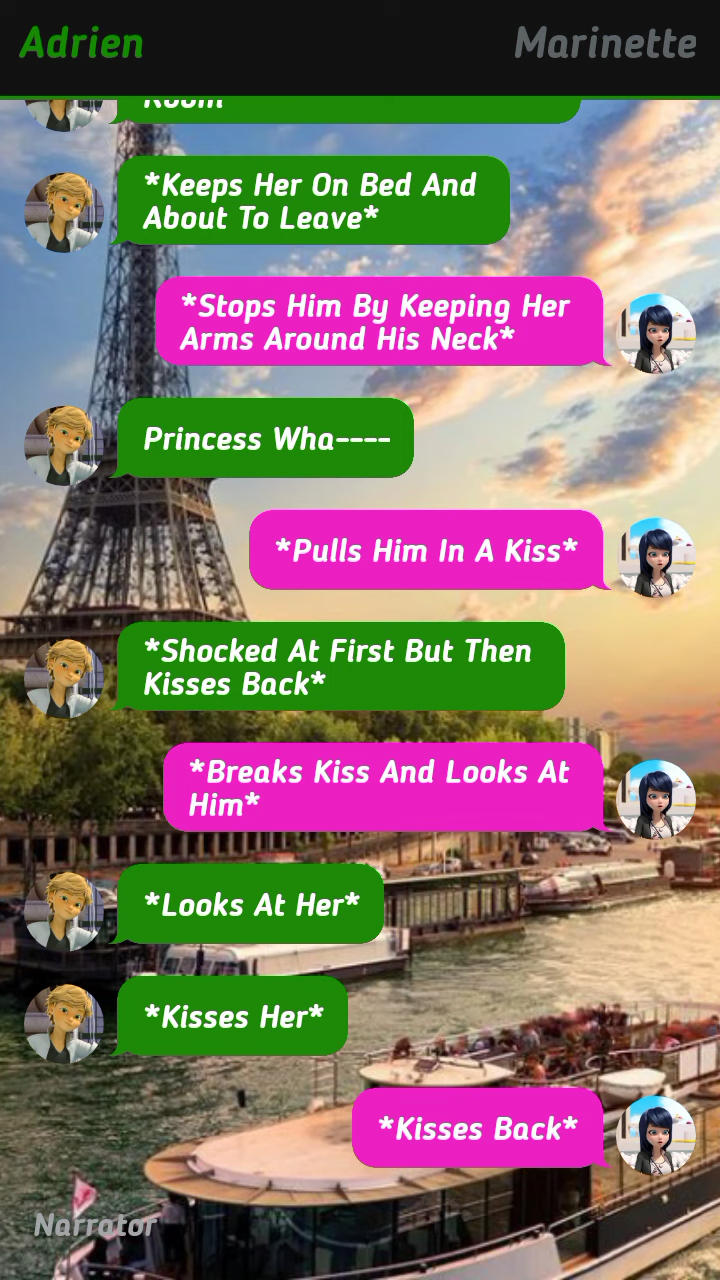 Adrien
Marinette
Room
*Keeps Her On Bed And
About To Leave*
*Stops Him By Keeping Her
Arms Around His Neck*
Princess Wha----
*Pulls Him In A Kiss*
*Shocked At First But Then
Kisses Back*
*Breaks Kiss And Looks At
Him*
*Looks At Her*
*Kisses Her*
*Kisses Back*
Narrator